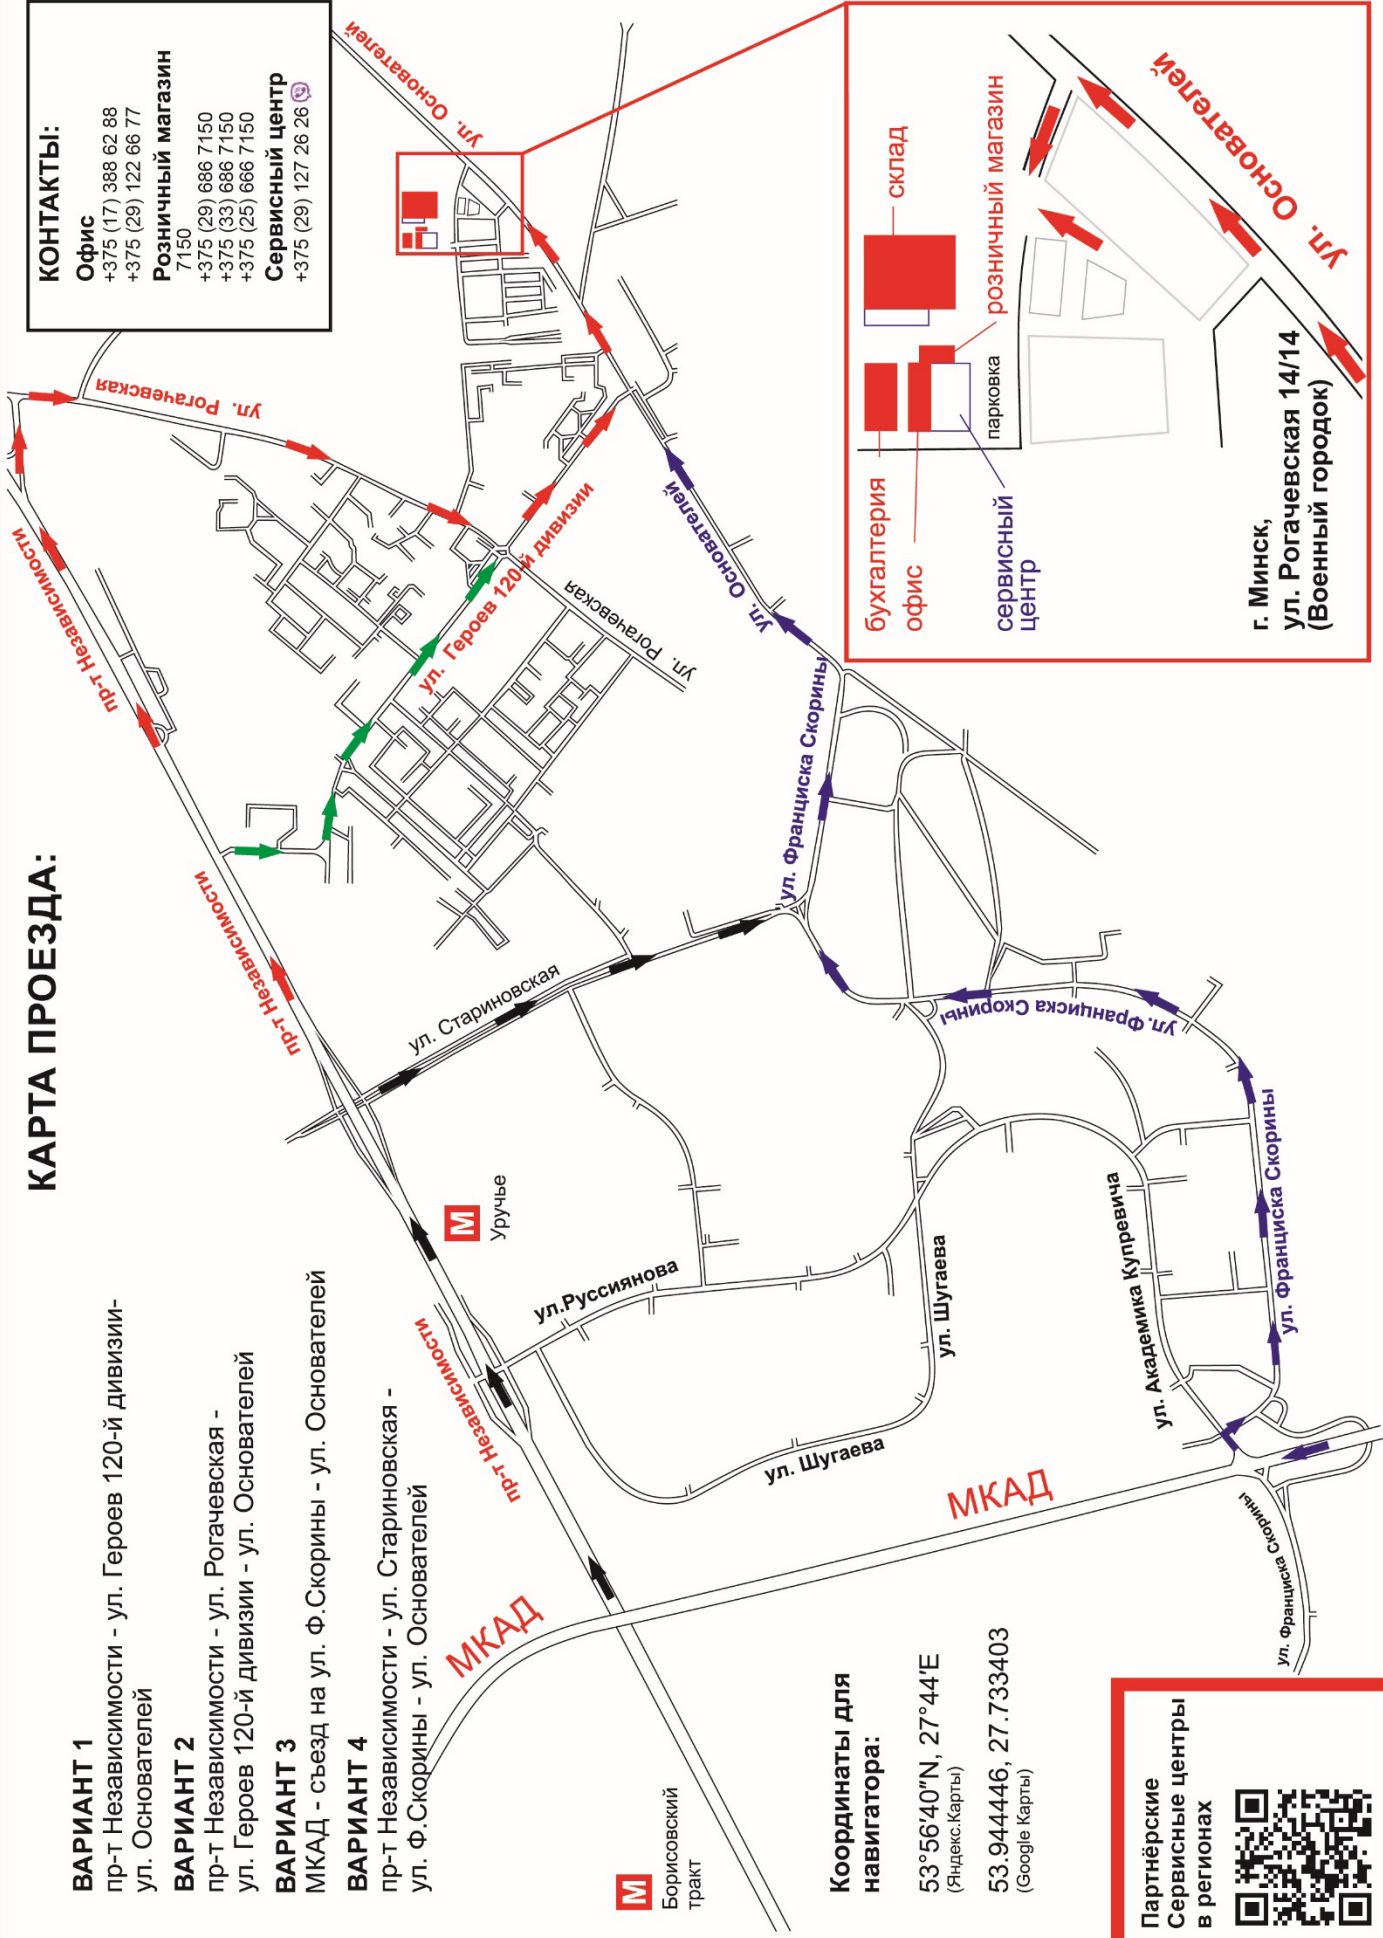 КАРТА ПРОЕЗДА:
ВАРИАНТ 1
пр-т Независимости - ул. Героев 120-й дивизии-
ул. Основателей
ВАРИАНТ 2
пр-т Независимости - ул. Рогачевская -
ул. Героев 120-й дивизии - ул. Основателей
ВАРИАНТ 3
МКАД - съезд на ул. Ф.Скорины - ул. Основателей
ВАРИАНТ 4
пр-т Независимости - ул. Стариновская -
ул. Ф.Скорины - ул. Основателей
КОНТАКТЫ:
Офис
+375 (17) 388 62 88
+375 (29) 122 66 77
Розничный магазин
7150
+375 (29) 686 7150
+375 (33) 686 7150
+375 (25) 666 7150
Сервисный центр
+375 (29) 127 26 26
пр-т Независимости
пр-т Независимости
пр-т Независимости
ул. Рогачевская
ул. Основателей
ул. Героев 120-й дивизии
ул. Рогачевская
ул. Основателей
ул. Стариновская
М
Уручье
ул.Руссиянова
ул. Франциска Скорины
ул. Франциска Скорины
ул. Франциска Скорины
ул. Шугаева
ул. Шугаева
ул. Академика Купревича
МКАД
МКАД
ул. Франциска Скорины
М
Борисовский
тракт
Координаты для
навигатора:
53°56'40"N, 27°44'E
(Яндекс.Карты)
53.944446, 27.733403
(Google Карты)
Партнёрские
Сервисные центры
в регионах
склад
розничный магазин
парковка
бухгалтерия
офис
сервисный
центр
ул. Основателей
г. Минск,
ул. Рогачевская 14/14
(Военный городок)